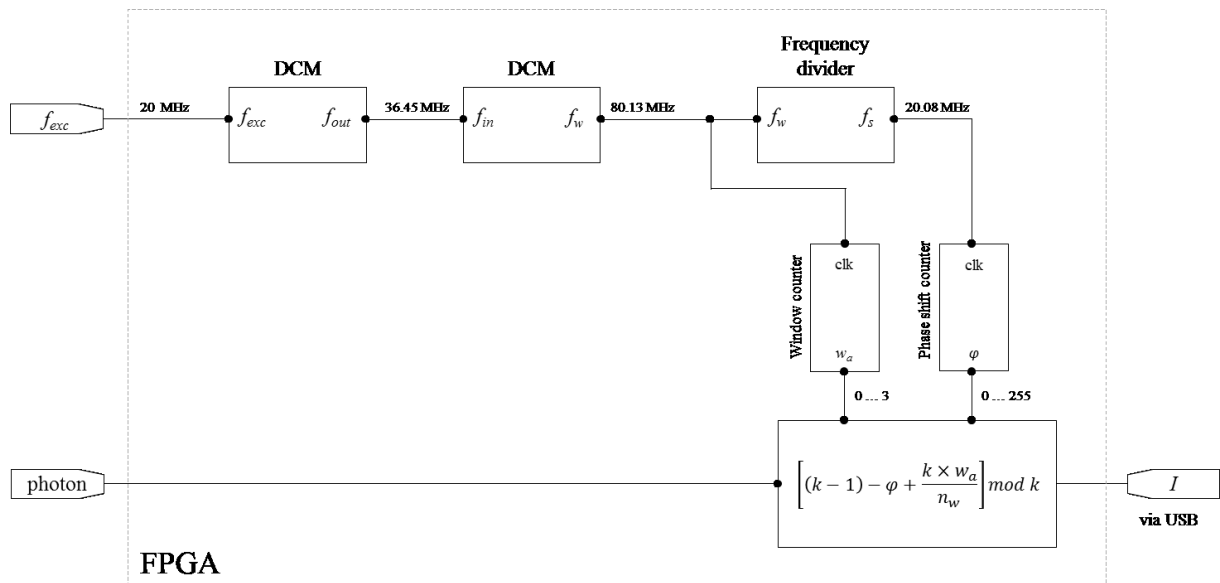 DCM
DCM
Frequency
divider
20 MHz
36.45 MHz
80.13 MHz
20.08 MHz
f_exc
f_exc
f_out
f_in
f_w
f_w
f_s
Window counter
clk
w_a
Phase shift counter
clk
φ
0 ... 3
0 ... 255
photon
[(k − 1) − φ + (k × w_a)/n_w] mod k
I
via USB
FPGA